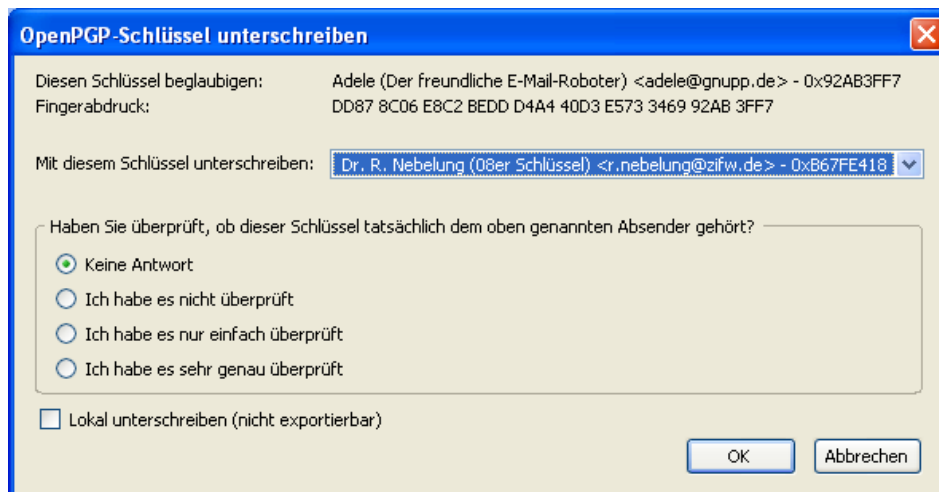 OpenPGP-Schlüssel unterschreiben
Diesen Schlüssel beglaubigen: Adele (Der freundliche E-Mail-Roboter) <adele@gnupp.de> - 0x92AB3FF7
Fingerabdruck: DD87 8C06 E8C2 BEDD D4A4 40D3 E573 3469 92AB 3FF7
Mit diesem Schlüssel unterschreiben: Dr. R. Nebelung (08er Schlüssel) <r.nebelung@zifw.de> - 0xB67FE418
Haben Sie überprüft, ob dieser Schlüssel tatsächlich dem oben genannten Absender gehört?
Keine Antwort
Ich habe es nicht überprüft
Ich habe es nur einfach überprüft
Ich habe es sehr genau überprüft
Lokal unterschreiben (nicht exportierbar)
OK Abbrechen